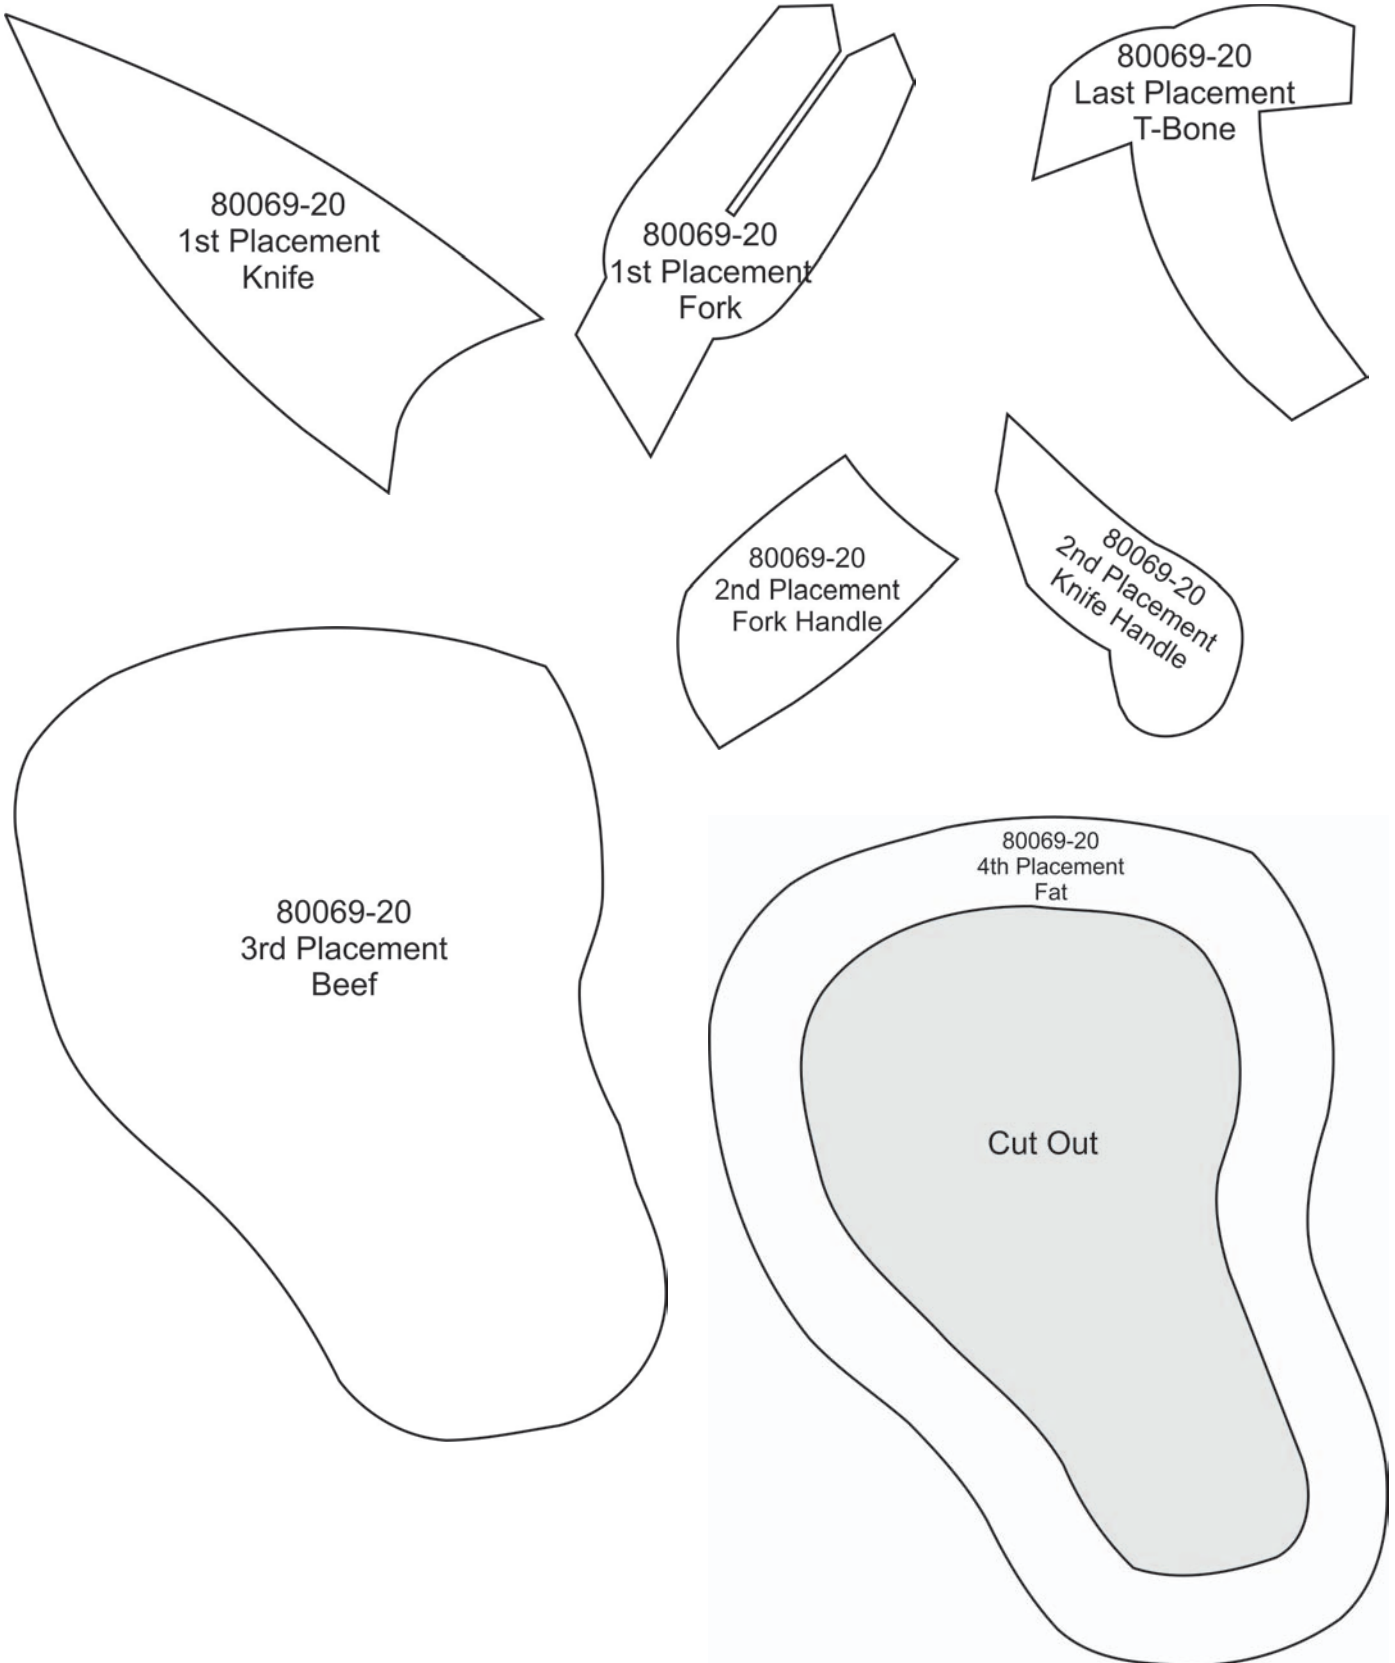 80069-20
1st Placement
Knife
80069-20
1st Placement
Fork
80069-20
Last Placement
T-Bone
80069-20
2nd Placement
Fork Handle
80069-20
2nd Placement
Knife Handle
80069-20
3rd Placement
Beef
80069-20
4th Placement
Fat
Cut Out